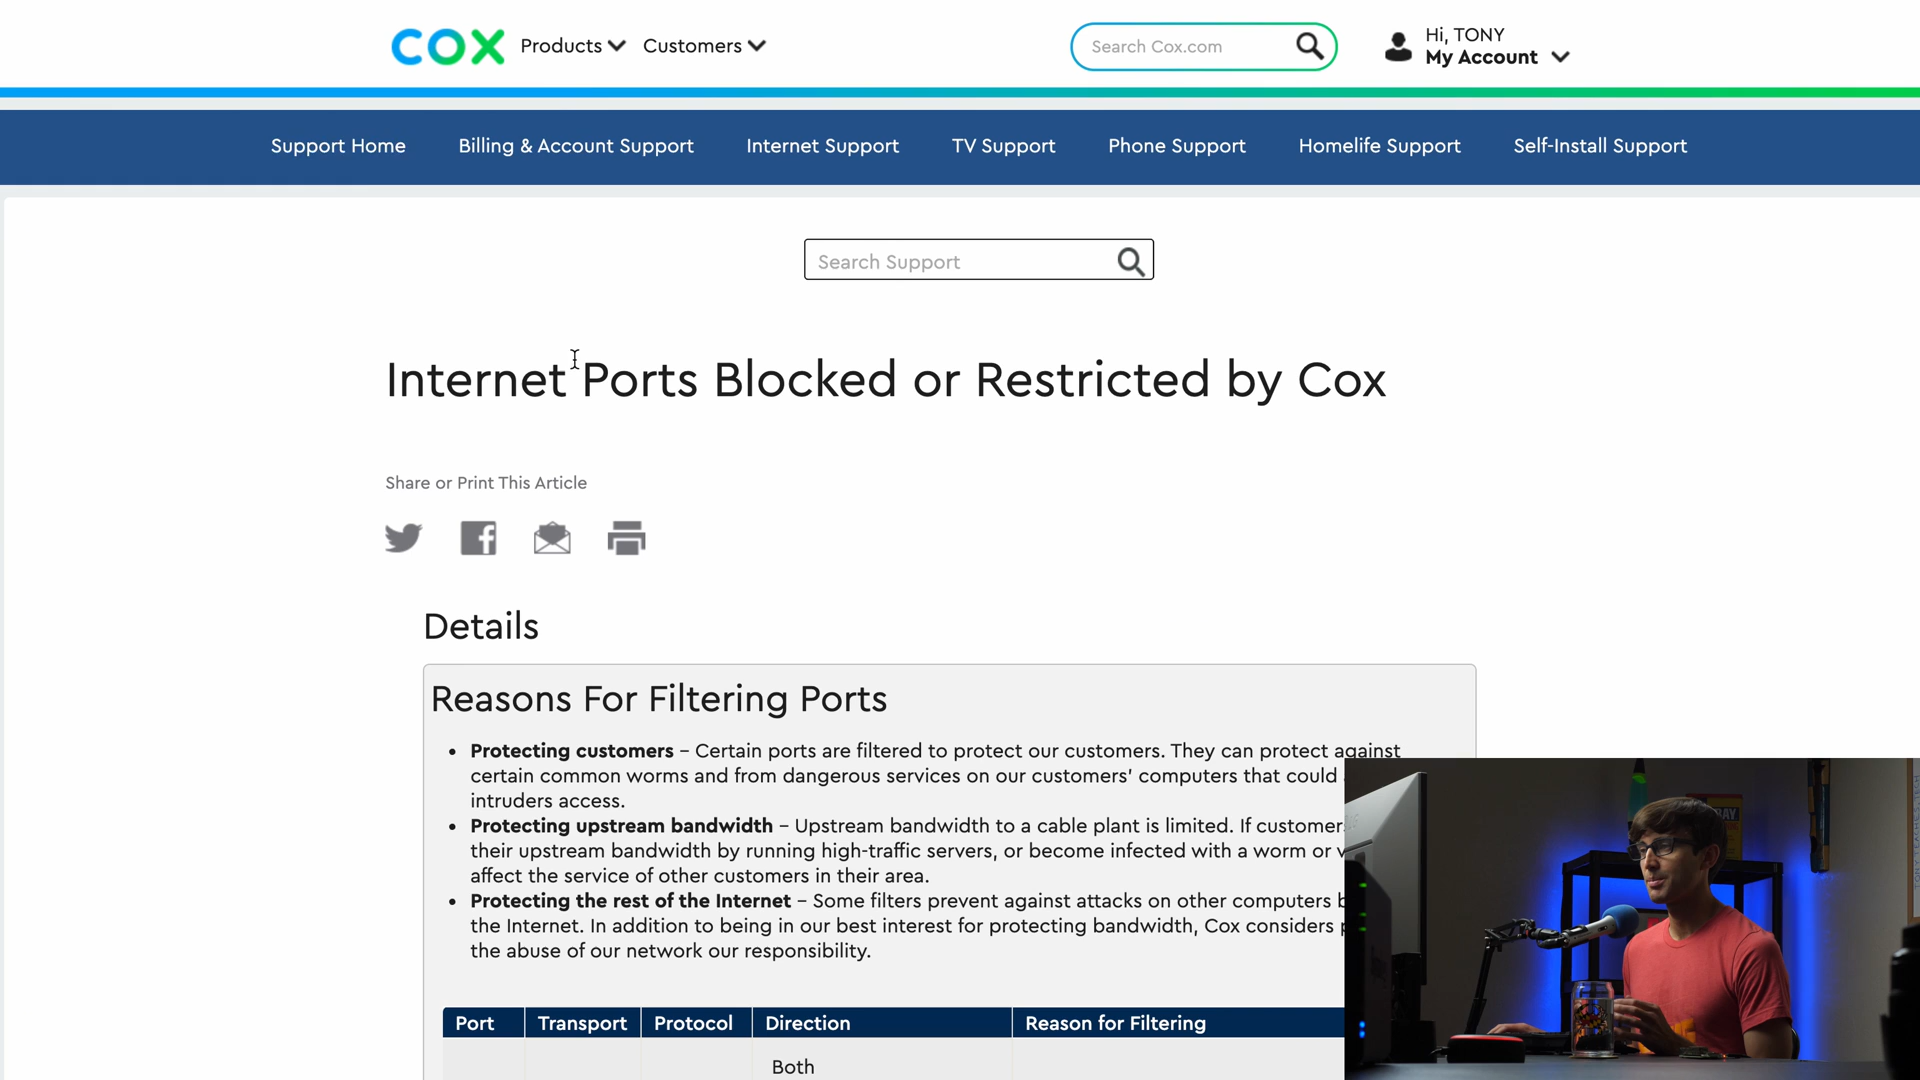 COX Products Customers Search Cox.com Hi, TONY
My Account
Support Home Billing & Account Support Internet Support TV Support Phone Support Homelife Support Self-Install Support
Search Support
Internet Ports Blocked or Restricted by Cox
Share or Print This Article
Details
Reasons For Filtering Ports
• Protecting customers – Certain ports are filtered to protect our customers. They can protect against
certain common worms and from dangerous services on our customers' computers that could
intruders access.
• Protecting upstream bandwidth – Upstream bandwidth to a cable plant is limited. If customer
their upstream bandwidth by running high-traffic servers, or become infected with a worm or
affect the service of other customers in their area.
• Protecting the rest of the Internet – Some filters prevent against attacks on other computers
the Internet. In addition to being in our best interest for protecting bandwidth, Cox considers
the abuse of our network our responsibility.
Port Transport Protocol Direction Reason for Filtering
Both